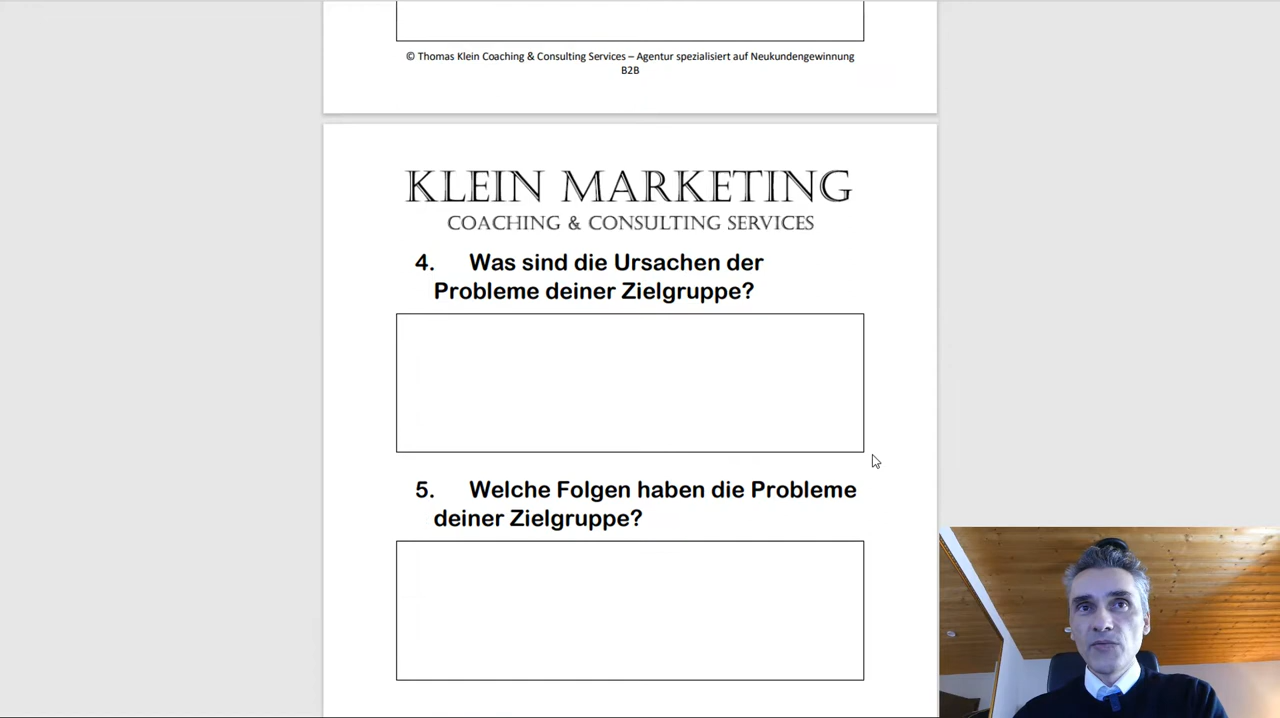 © Thomas Klein Coaching & Consulting Services – Agentur spezialisiert auf Neukundengewinnung
B2B
KLEIN MARKETING
COACHING & CONSULTING SERVICES
4. Was sind die Ursachen der
Probleme deiner Zielgruppe?
5. Welche Folgen haben die Probleme
deiner Zielgruppe?